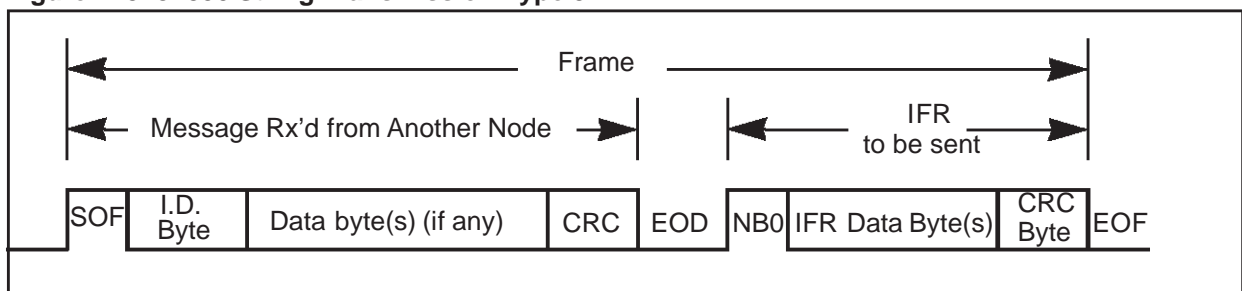 Frame
Message Rx'd from Another Node
IFR
to be sent
SOF
I.D.
Byte
Data byte(s) (if any)
CRC
EOD
NB0
IFR Data Byte(s)
CRC
Byte
EOF